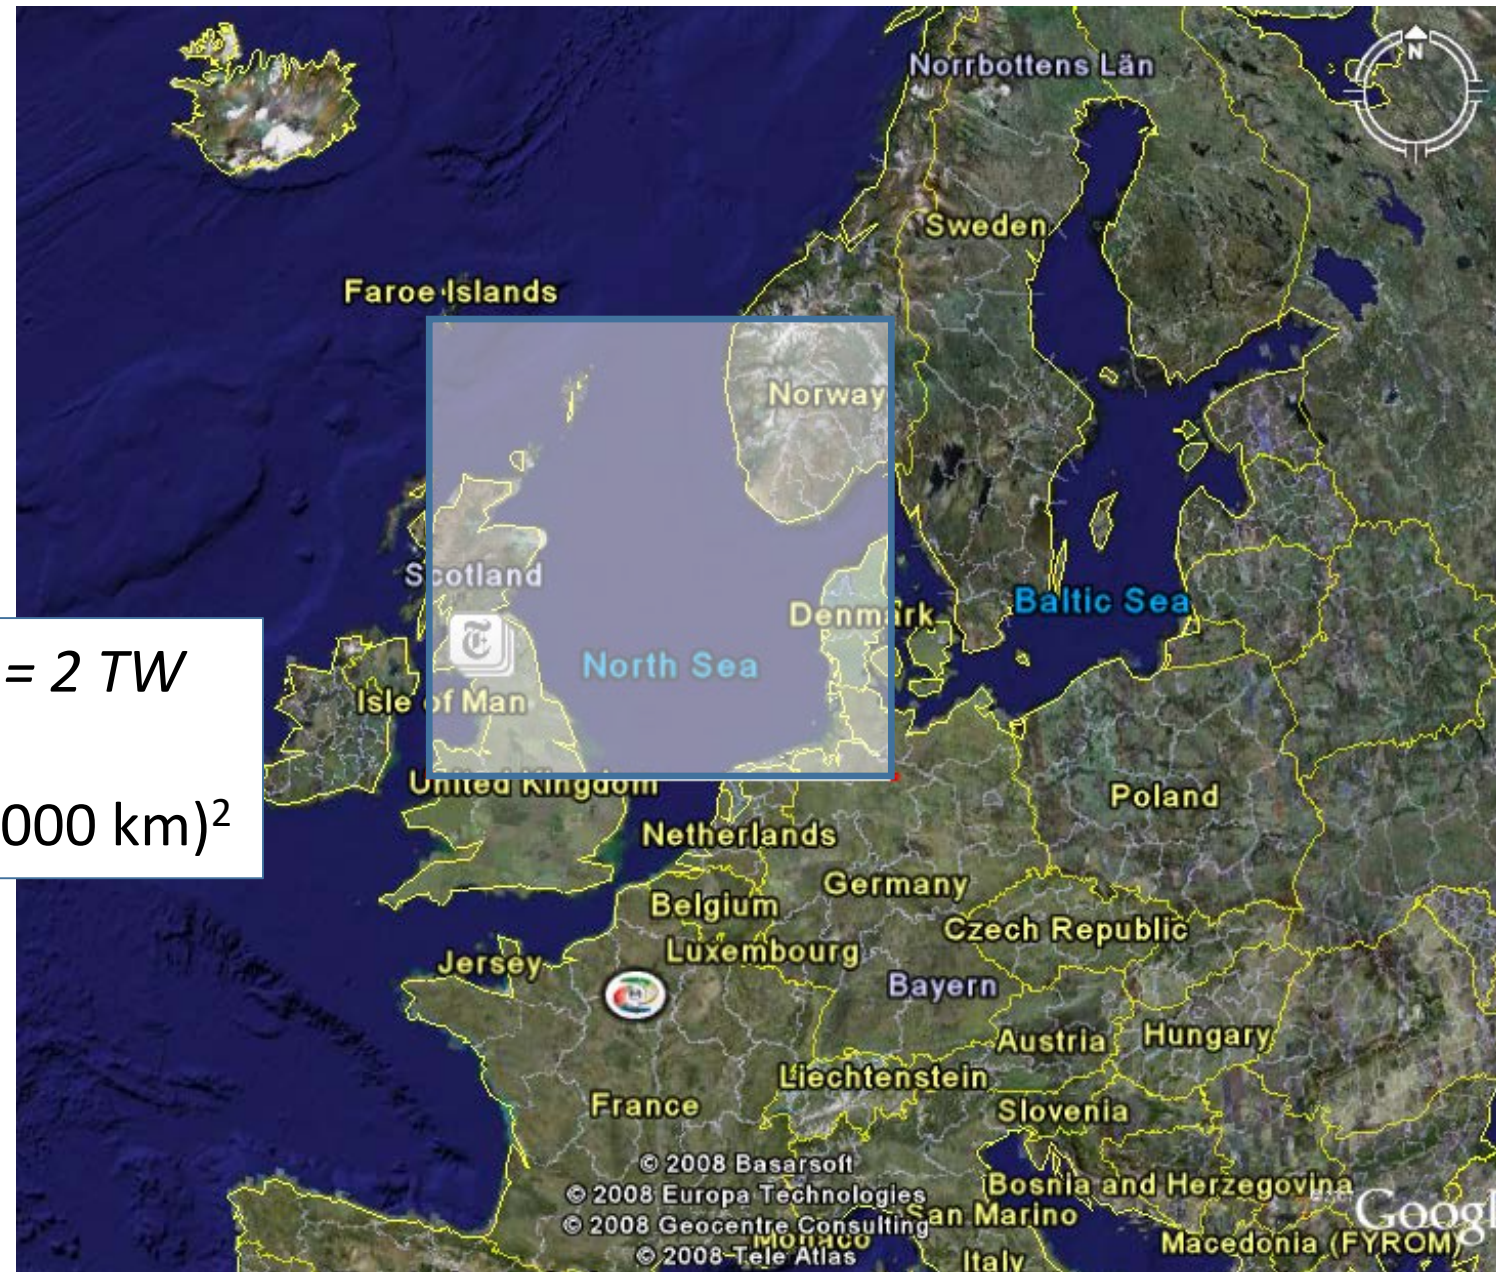 Norrbottens Län
N
Sweden
Faroe Islands
Norway
Scotland
Denmark
Baltic Sea
= 2 TW
North Sea
Isle of Man
United Kingdom
Poland
000 km)²
Netherlands
Germany
Belgium
Czech Republic
Luxembourg
Jersey
Bayern
Austria
Hungary
Liechtenstein
France
Slovenia
© 2008 Basarsoft
Bosnia and Herzegovina
© 2008 Europa Technologies
San Marino
© 2008 Geocentre Consulting
Monaco
Macedonia (FYROM)
Googl
© 2008 Tele Atlas
Italy